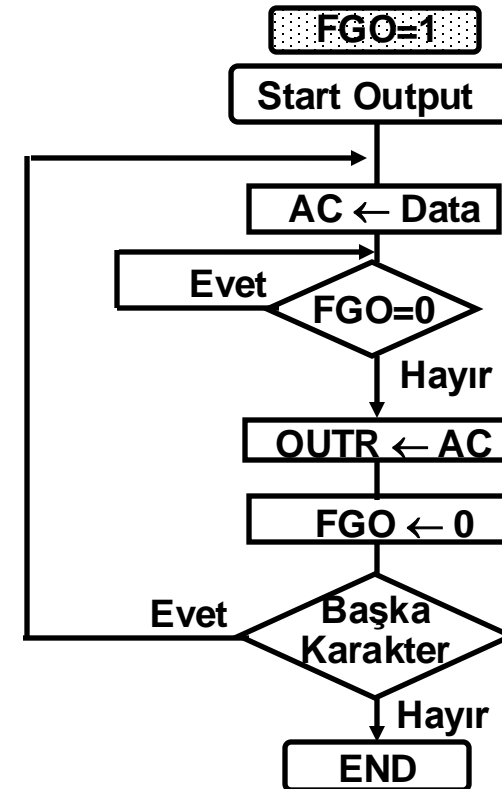 FGO=1
Start Output
AC ← Data
Evet
FGO=0
Hayır
OUTR ← AC
FGO ← 0
Evet
Başka
Karakter
Hayır
END